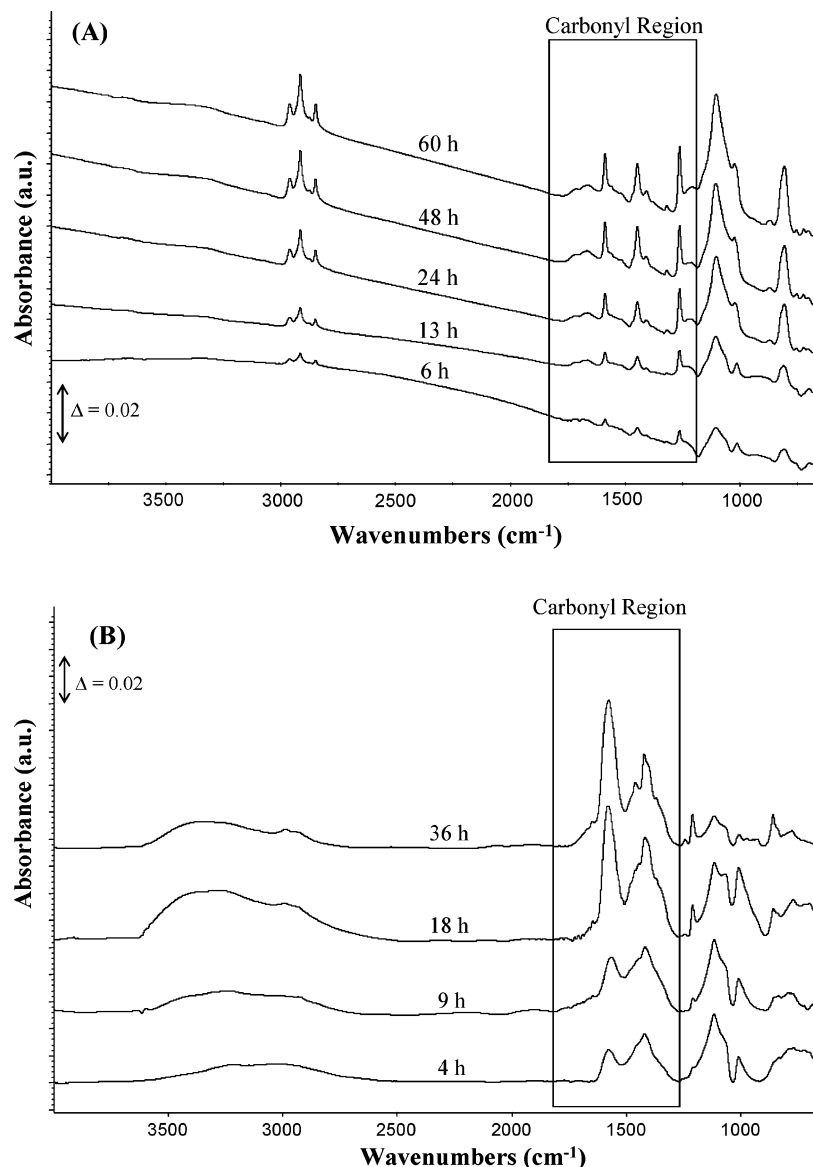 (A)
Carbonyl Region
60 h
48 h
24 h
13 h
6 h
Δ = 0.02
Absorbance (a.u.)
3500 3000 2500 2000 1500 1000
Wavenumbers (cm⁻¹)
Carbonyl Region
(B)
Δ = 0.02
36 h
18 h
9 h
4 h
Absorbance (a.u.)
3500 3000 2500 2000 1500 1000
Wavenumbers (cm⁻¹)